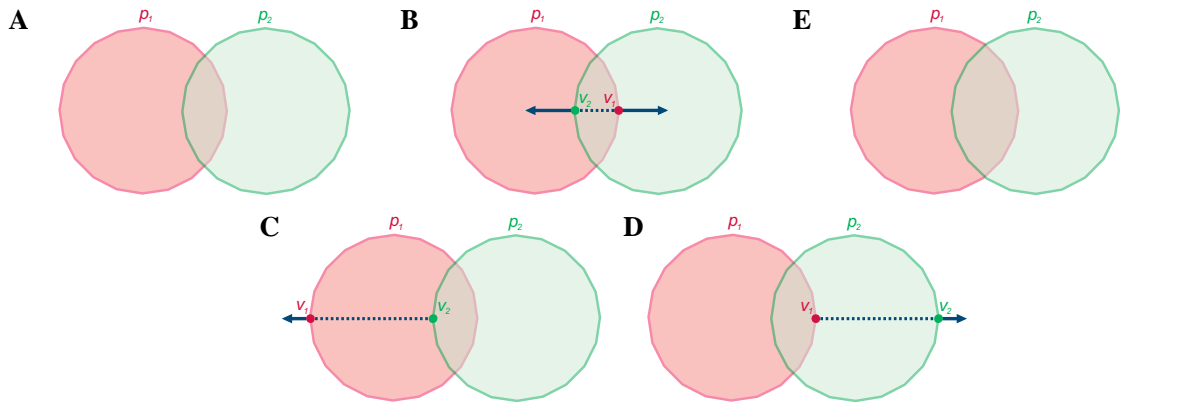 A p1 p2
B p1 p2
v2 v1
E p1 p2
C p1 p2
v1 v2
D p1 p2
v1 v2